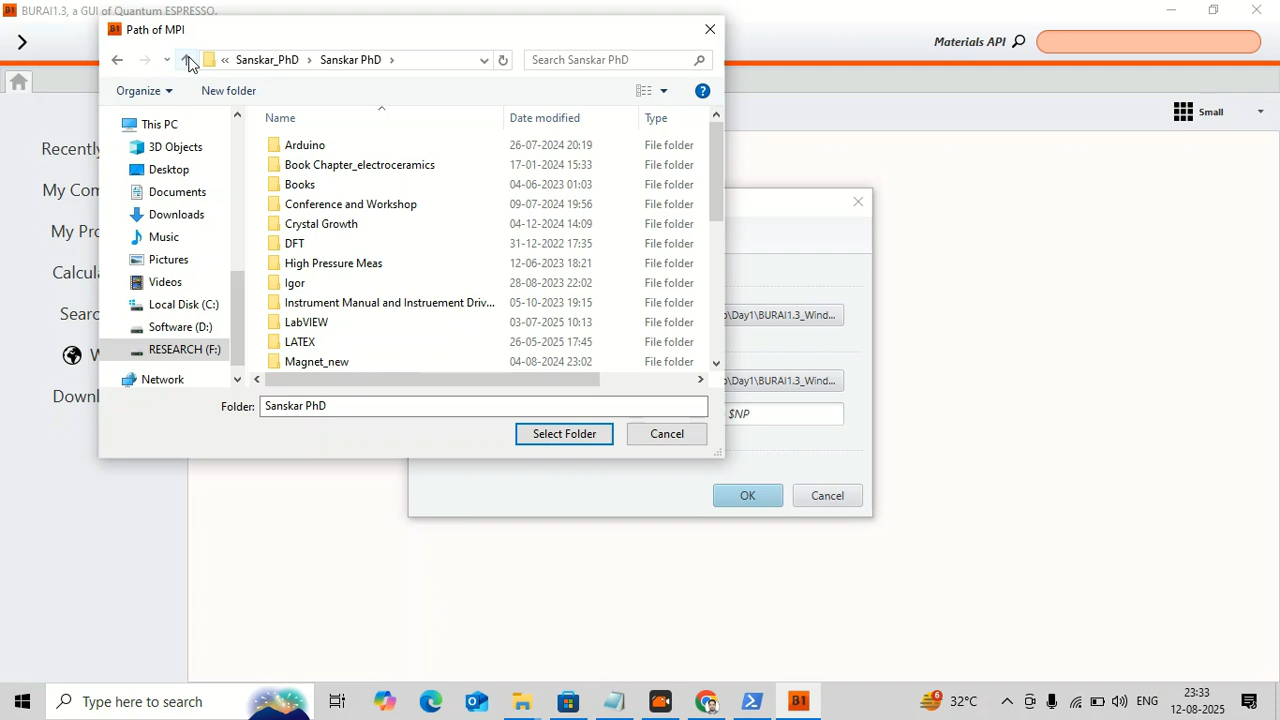 BURAI1.3, a GUI of Quantum ESPRESSO.
Path of MPI
Materials API
Sanskar_PhD
Sanskar PhD
Search Sanskar PhD
Organize
New folder
Small
Name
Date modified
Type
This PC
3D Objects
Desktop
Documents
Downloads
Music
Pictures
Videos
Local Disk (C:)
Software (D:)
RESEARCH (F:)
Network
Arduino 26-07-2024 20:19 File folder
Book Chapter_electroceramics 17-01-2024 15:33 File folder
Books 04-06-2023 01:03 File folder
Conference and Workshop 09-07-2024 19:56 File folder
Crystal Growth 04-12-2024 14:09 File folder
DFT 31-12-2022 17:35 File folder
High Pressure Meas 12-06-2023 18:21 File folder
Igor 28-08-2023 22:02 File folder
Instrument Manual and Instruement Driv... 05-10-2023 19:15 File folder
LabVIEW 03-07-2025 10:13 File folder
LATEX 26-05-2025 17:45 File folder
Magnet_new 04-08-2024 23:02 File folder
Folder: Sanskar PhD
Select Folder
Cancel
Recently
My Com
My Pro
Calcula
Searc
W
Downl
\Day1\BURAI1.3_Wind...
\Day1\BURAI1.3_Wind...
$NP
OK
Cancel
Type here to search
6
32°C
ENG
23:33
12-08-2025